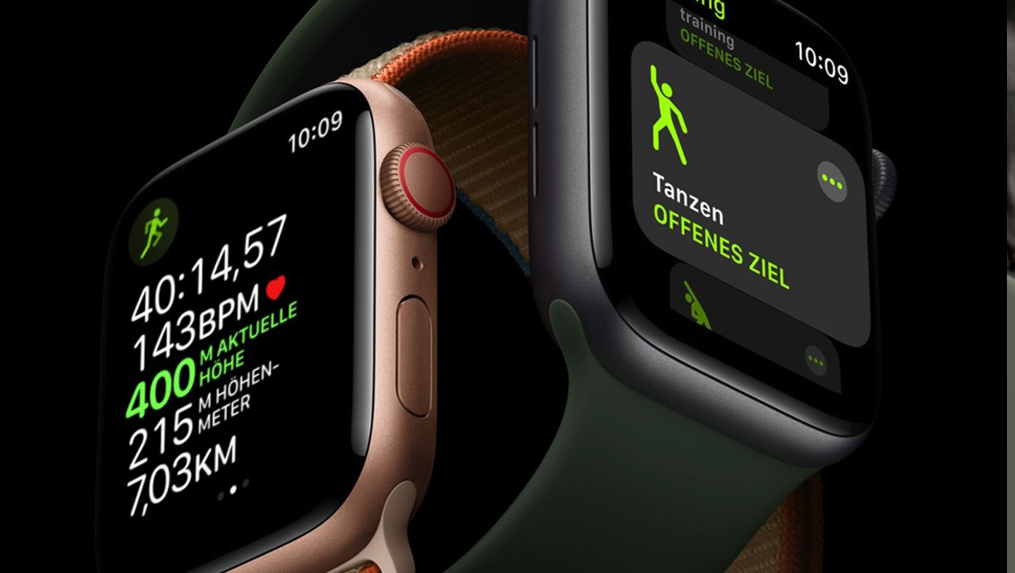 10:09
40:14,57
143BPM
400 M AKTUELLE
HÖHE
215 M HÖHEN-
METER
7,03KM
training
OFFENES ZIEL
10:09
Tanzen
OFFENES ZIEL